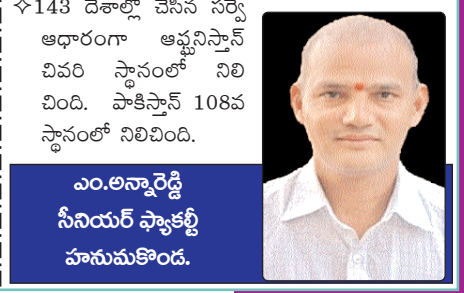 ✧143 దేశాల్లో చేసిన సర్వే
ఆధారంగా ఆఫ్ఘనిస్తాన్
చివరి స్థానంలో నిలి
చింది. పాకిస్తాన్ 108వ
స్థానంలో నిలిచింది.
ఎం.అన్నారెడ్డి
సీనియర్ ఫ్యాకల్టీ
హనుమకొండ.